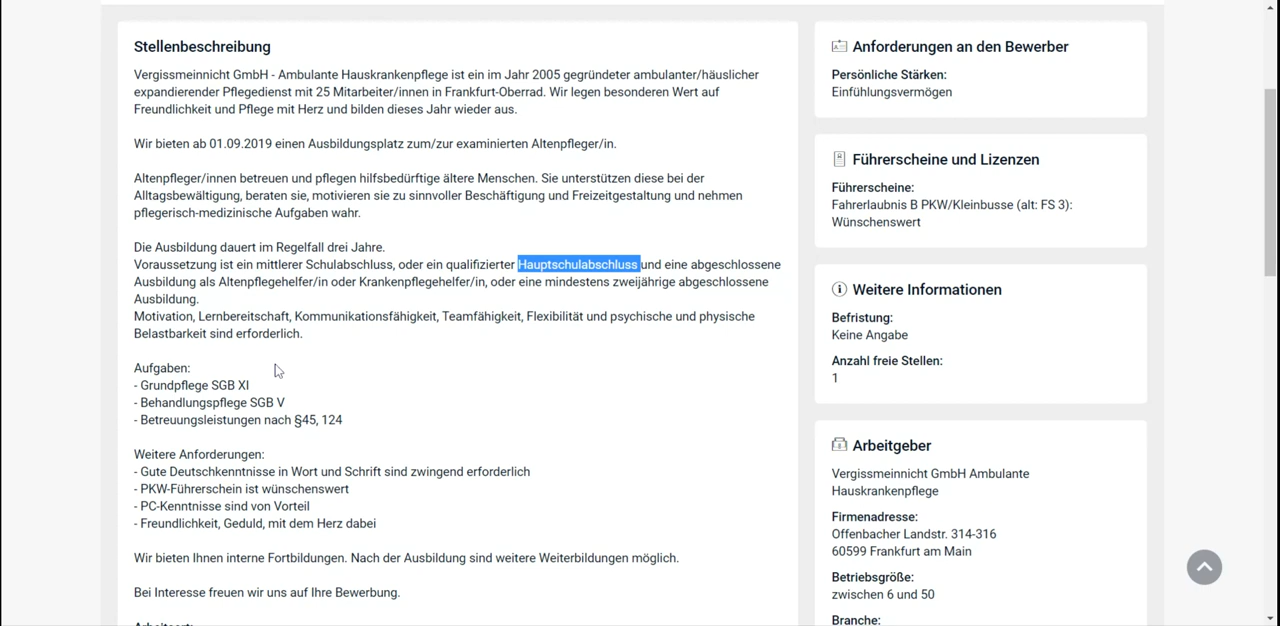 Stellenbeschreibung
Vergissmeinnicht GmbH - Ambulante Hauskrankenpflege ist ein im Jahr 2005 gegründeter ambulanter/häuslicher
expandierender Pflegedienst mit 25 Mitarbeiter/innen in Frankfurt-Oberrad. Wir legen besonderen Wert auf
Freundlichkeit und Pflege mit Herz und bilden dieses Jahr wieder aus.
Wir bieten ab 01.09.2019 einen Ausbildungsplatz zum/zur examinierten Altenpfleger/in.
Altenpfleger/innen betreuen und pflegen hilfsbedürftige ältere Menschen. Sie unterstützen diese bei der
Alltagsbewältigung, beraten sie, motivieren sie zu sinnvoller Beschäftigung und Freizeitgestaltung und nehmen
pflegerisch-medizinische Aufgaben wahr.
Die Ausbildung dauert im Regelfall drei Jahre.
Voraussetzung ist ein mittlerer Schulabschluss, oder ein qualifizierter Hauptschulabschluss und eine abgeschlossene
Ausbildung als Altenpflegehelfer/in oder Krankenpflegehelfer/in, oder eine mindestens zweijährige abgeschlossene
Ausbildung.
Motivation, Lernbereitschaft, Kommunikationsfähigkeit, Teamfähigkeit, Flexibilität und psychische und physische
Belastbarkeit sind erforderlich.
Aufgaben:
- Grundpflege SGB XI
- Behandlungspflege SGB V
- Betreuungsleistungen nach §45, 124
Weitere Anforderungen:
- Gute Deutschkenntnisse in Wort und Schrift sind zwingend erforderlich
- PKW-Führerschein ist wünschenswert
- PC-Kenntnisse sind von Vorteil
- Freundlichkeit, Geduld, mit dem Herz dabei
Wir bieten Ihnen interne Fortbildungen. Nach der Ausbildung sind weitere Weiterbildungen möglich.
Bei Interesse freuen wir uns auf Ihre Bewerbung.
Arbeitsort:
Anforderungen an den Bewerber
Persönliche Stärken:
Einfühlungsvermögen
Führerscheine und Lizenzen
Führerscheine:
Fahrerlaubnis B PKW/Kleinbusse (alt: FS 3):
Wünschenswert
Weitere Informationen
Befristung:
Keine Angabe
Anzahl freie Stellen:
1
Arbeitgeber
Vergissmeinnicht GmbH Ambulante
Hauskrankenpflege
Firmenadresse:
Offenbacher Landstr. 314-316
60599 Frankfurt am Main
Betriebsgröße:
zwischen 6 und 50
Branche: